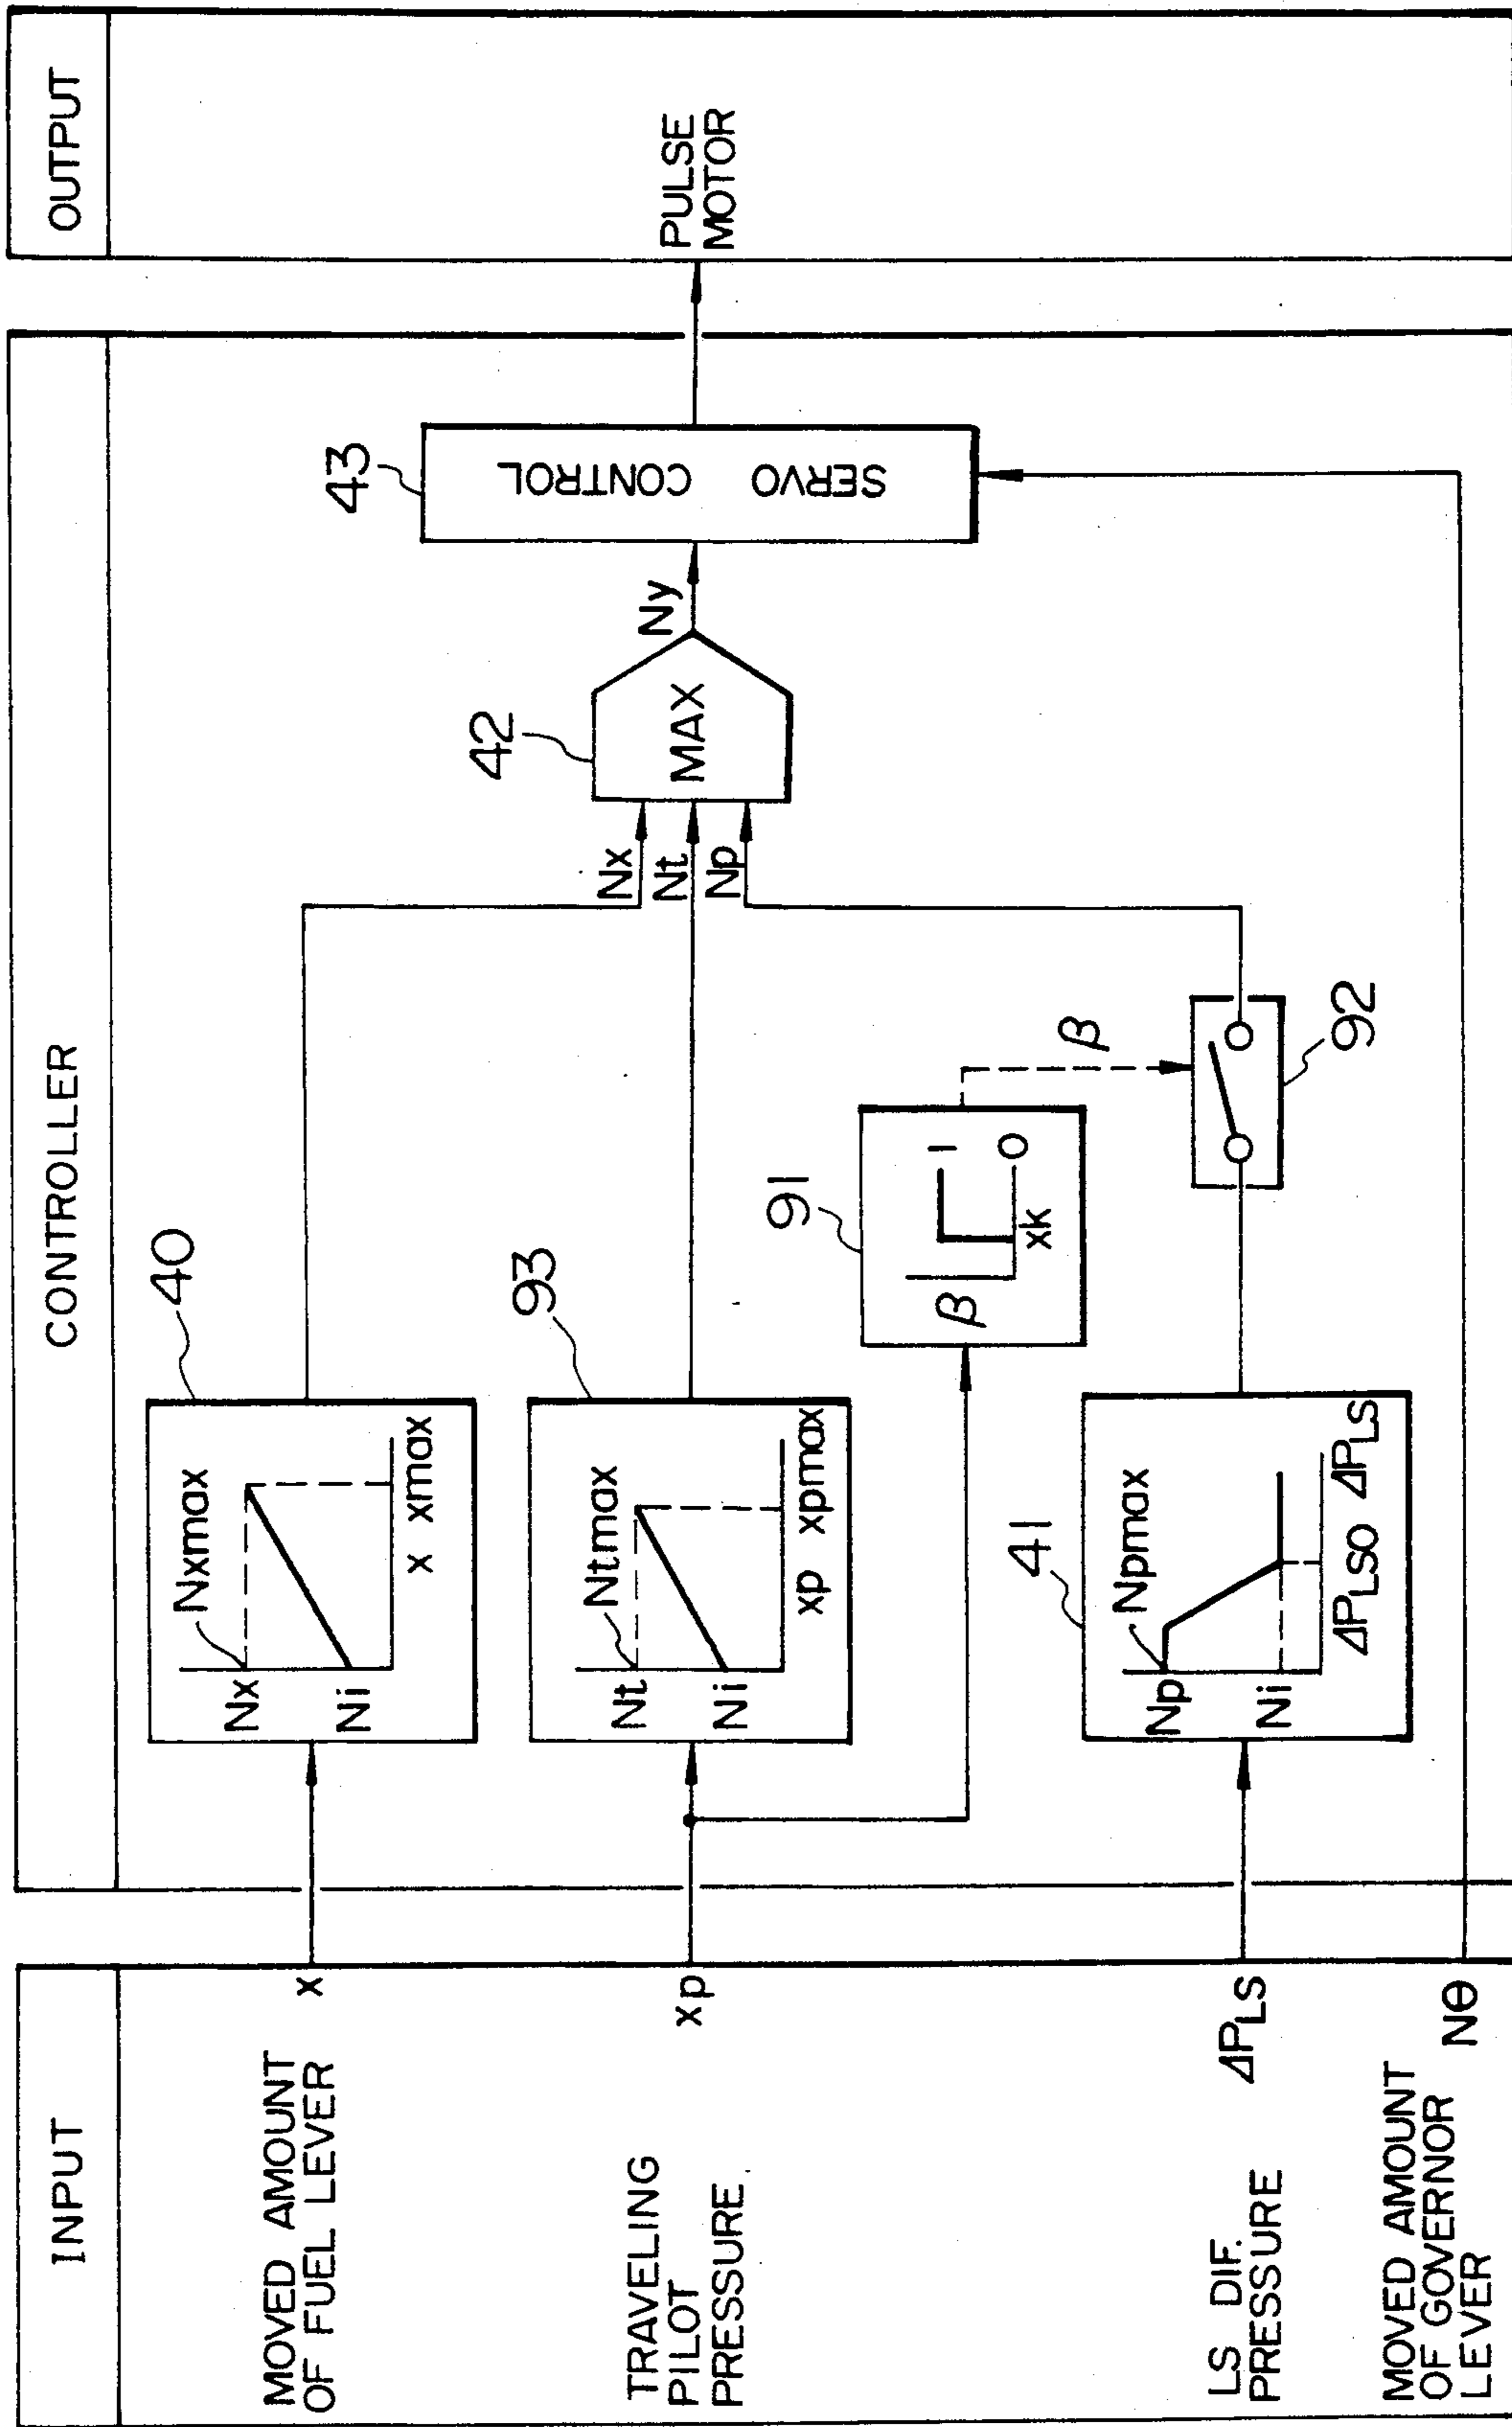 INPUT
MOVED AMOUNT
OF FUEL LEVER
x
TRAVELING
PILOT
PRESSURE
xp
LS DIF.
PRESSURE
ΔPLS
MOVED AMOUNT
OF GOVERNOR
LEVER
Nθ
CONTROLLER
40
Nx
Nxmax
Ni
x xmax
93
Nt
Ntmax
Ni
xp xpmax
91
β
1
0
xk
β
41
Np
Npmax
Ni
ΔPLSO ΔPLS
92
Nx
Nt
Np
42
MAX
Ny
43
SERVO CONTROL
OUTPUT
PULSE
MOTOR